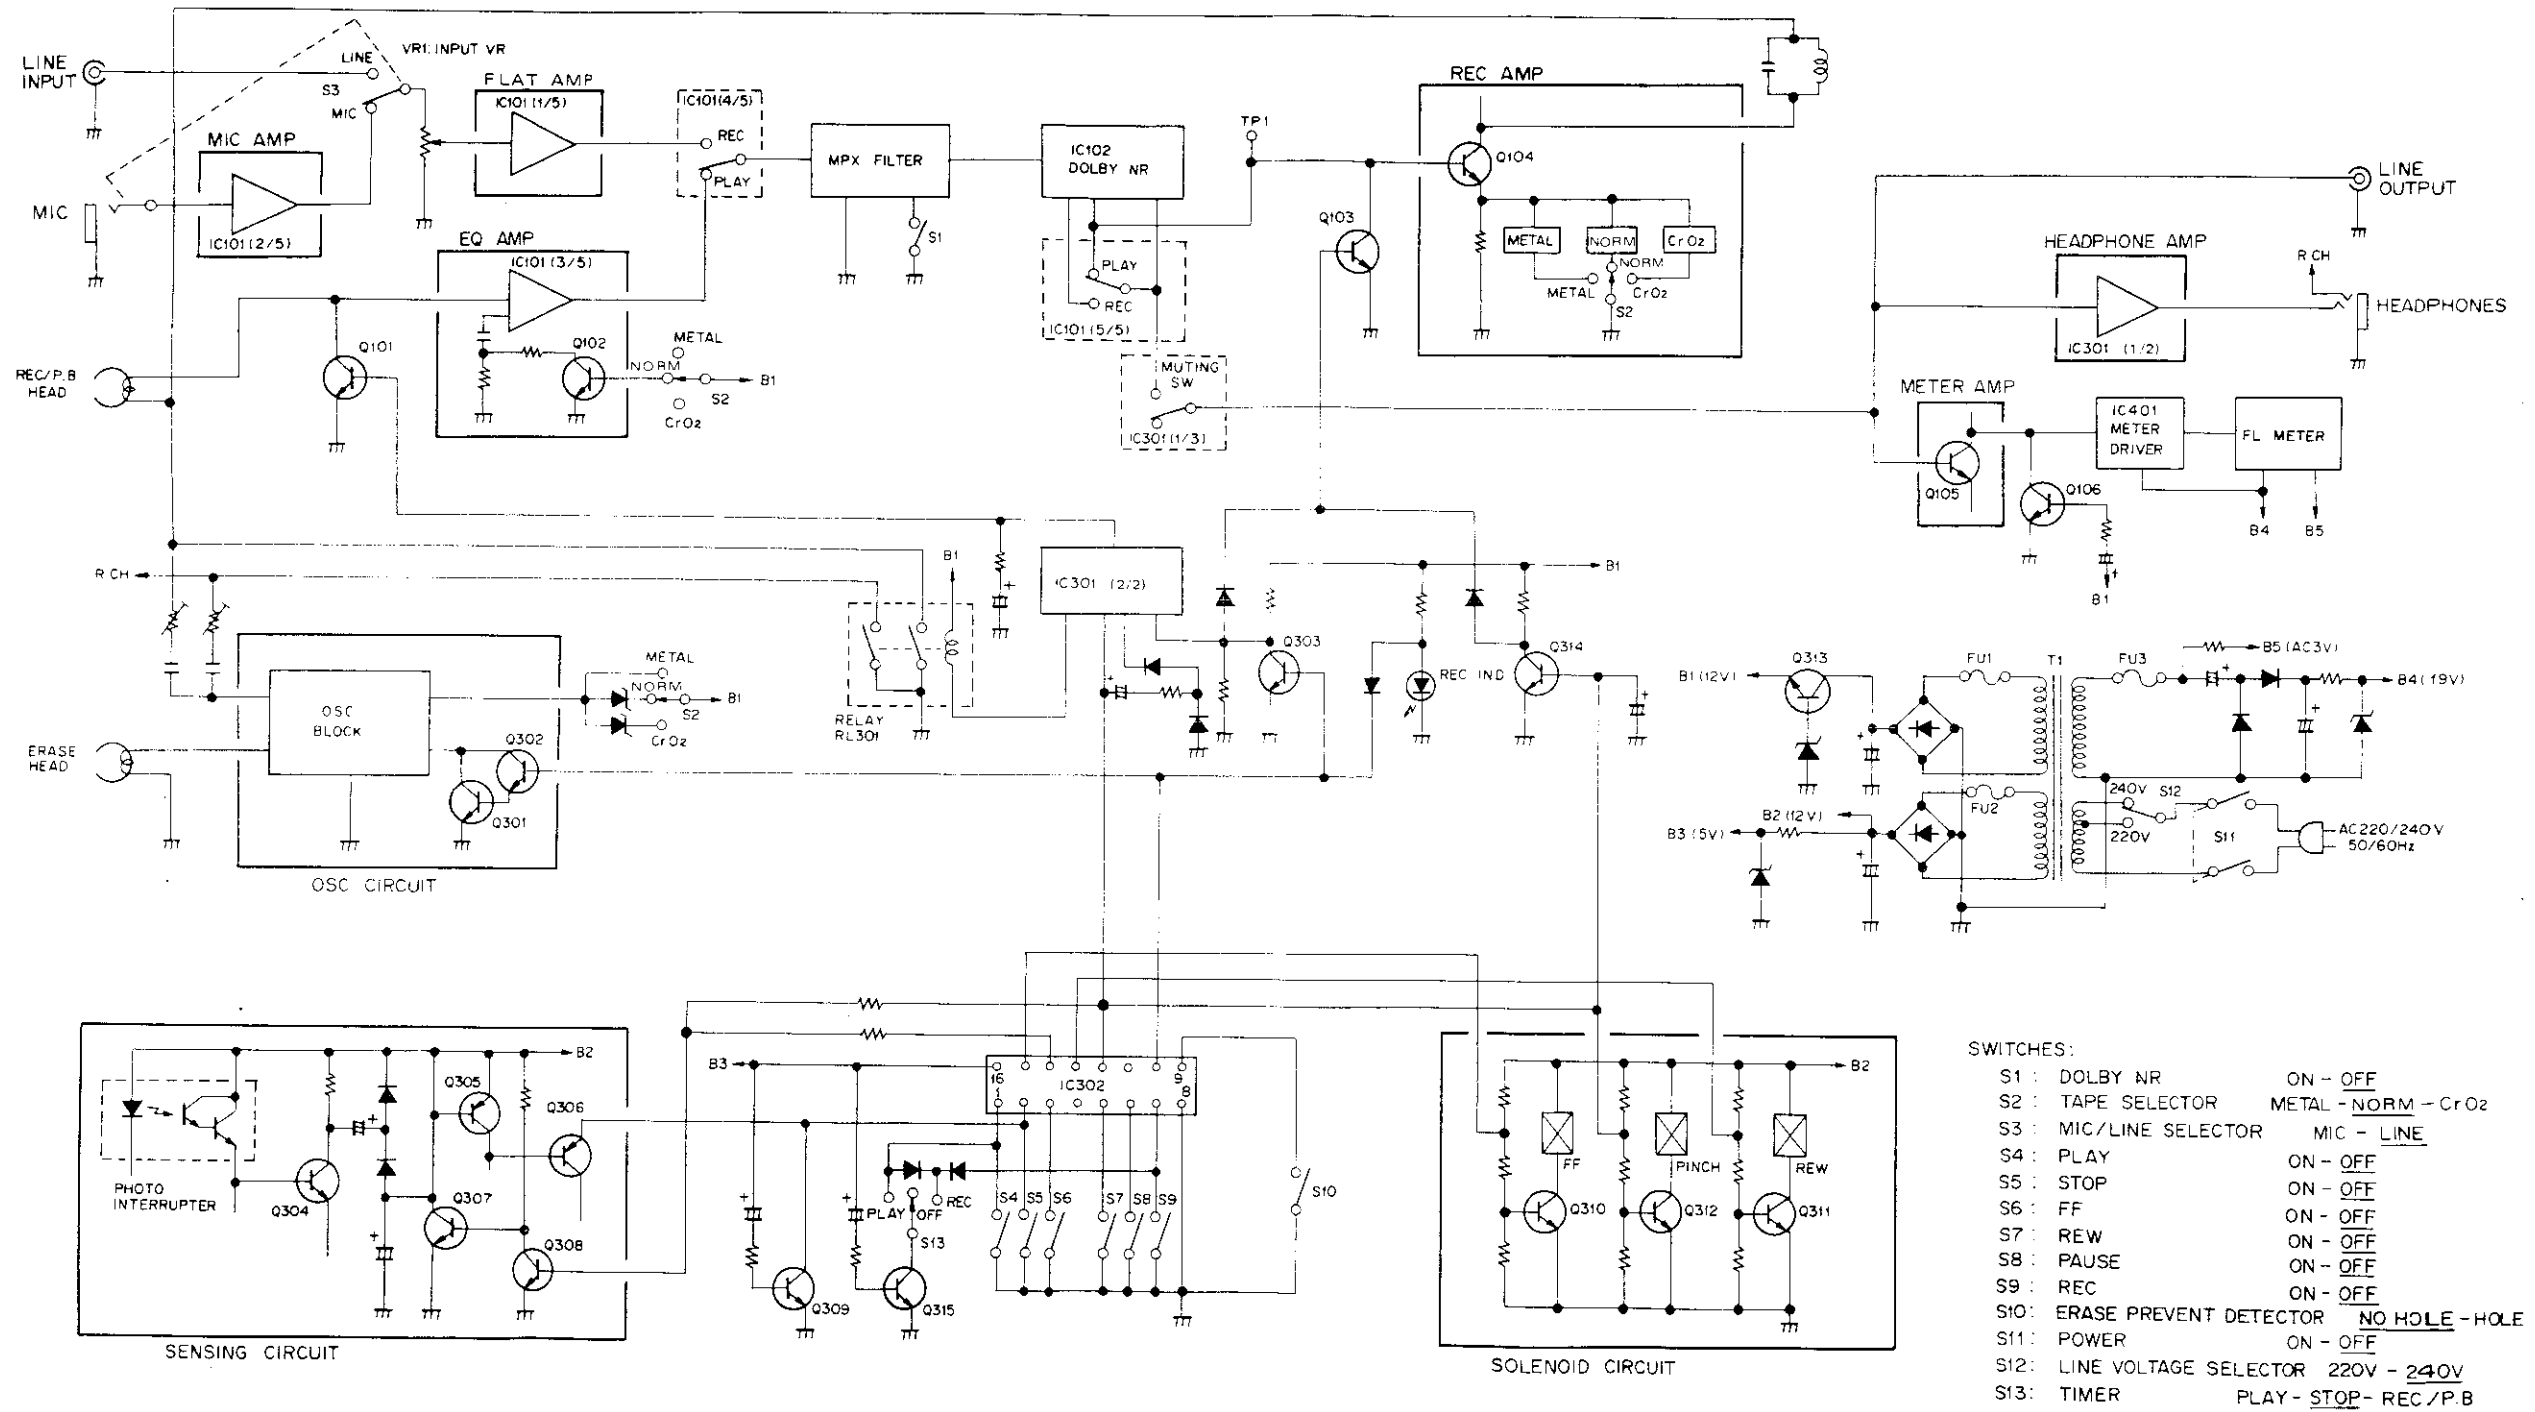 LINE INPUT
LINE
VR1: INPUT VR
S3
MIC
MIC AMP
IC101 (2/5)
MIC
FLAT AMP
IC101 (1/5)
IC101 (4/5)
REC
PLAY
MPX FILTER
S1
IC102
DOLBY NR
PLAY
REC
IC101 (5/5)
MUTING
SW
IC301 (1/3)
TP1
Q103
REC AMP
Q104
METAL
NORM
CrO2
NORM
METAL
CrO2
S2
LINE
OUTPUT
HEADPHONE AMP
IC301 (1/2)
R CH
HEADPHONES
METER AMP
Q105
IC401
METER
DRIVER
FL METER
Q106
B4
B5
B1
EQ AMP
IC101 (3/5)
Q102
METAL
NORM
B1
S2
CrO2
REC/P.B
HEAD
Q101
R CH
B1
IC301 (2/2)
RELAY
RL301
Q303
B1
REC IND
Q314
OSC
BLOCK
METAL
NORM
B1
S2
CrO2
Q302
Q301
ERASE
HEAD
OSC CIRCUIT
B1 (12V)
Q313
FU1
T1
FU3
B5 (AC3V)
B4 (19V)
FU2
B2 (12V)
B3 (5V)
240V
S12
220V
S11
AC220/240V
50/60Hz
B2
PHOTO
INTERRUPTER
Q304
Q305
Q306
Q307
Q308
SENSING CIRCUIT
B3
16
IC302
9
1
8
PLAY
OFF
REC
S13
S4
S5
S6
S7
S8
S9
S10
Q309
Q315
B2
FF
PINCH
REW
Q310
Q312
Q311
SOLENOID CIRCUIT
SWITCHES:
S1 : DOLBY NR ON - OFF
S2 : TAPE SELECTOR METAL - NORM - CrO2
S3 : MIC/LINE SELECTOR MIC - LINE
S4 : PLAY ON - OFF
S5 : STOP ON - OFF
S6 : FF ON - OFF
S7 : REW ON - OFF
S8 : PAUSE ON - OFF
S9 : REC ON - OFF
S10: ERASE PREVENT DETECTOR NO HOLE - HOLE
S11: POWER ON - OFF
S12: LINE VOLTAGE SELECTOR 220V - 240V
S13: TIMER PLAY - STOP - REC/P.B